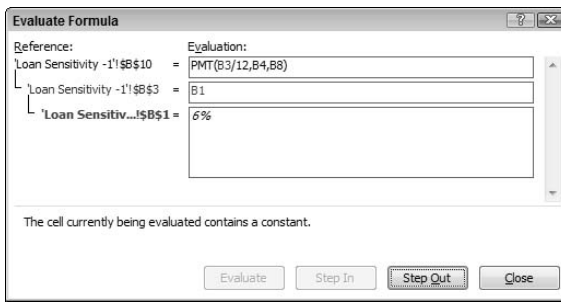 Evaluate Formula
Reference: Evaluation:
'Loan Sensitivity -1'!$B$10 = PMT(B3/12,B4,B8)
'Loan Sensitivity -1'!$B$3 = B1
'Loan Sensitiv...!$B$1 = 6%
The cell currently being evaluated contains a constant.
Evaluate Step In Step Out Close